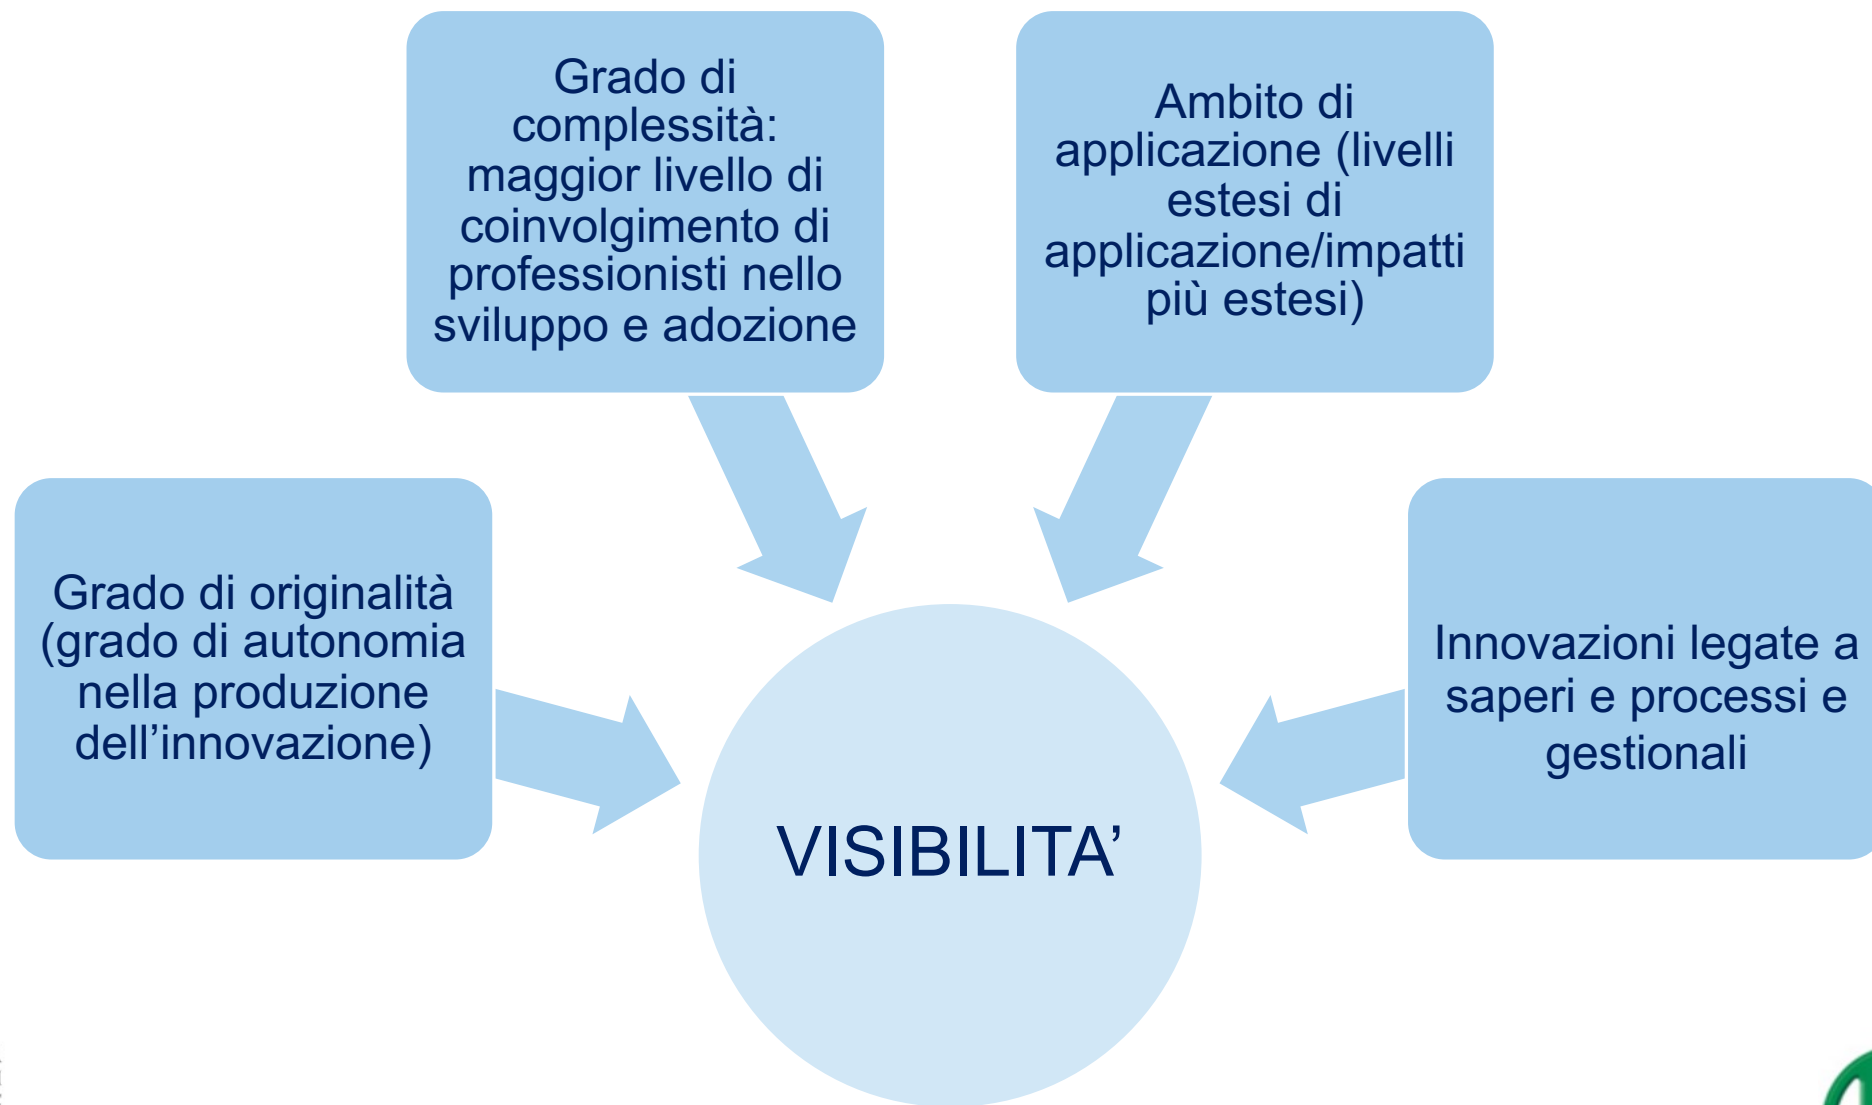 Grado di
complessità:
maggior livello di
coinvolgimento di
professionisti nello
sviluppo e adozione
Ambito di
applicazione (livelli
estesi di
applicazione/impatti
più estesi)
Grado di originalità
(grado di autonomia
nella produzione
dell’innovazione)
Innovazioni legate a
saperi e processi e
gestionali
VISIBILITA’